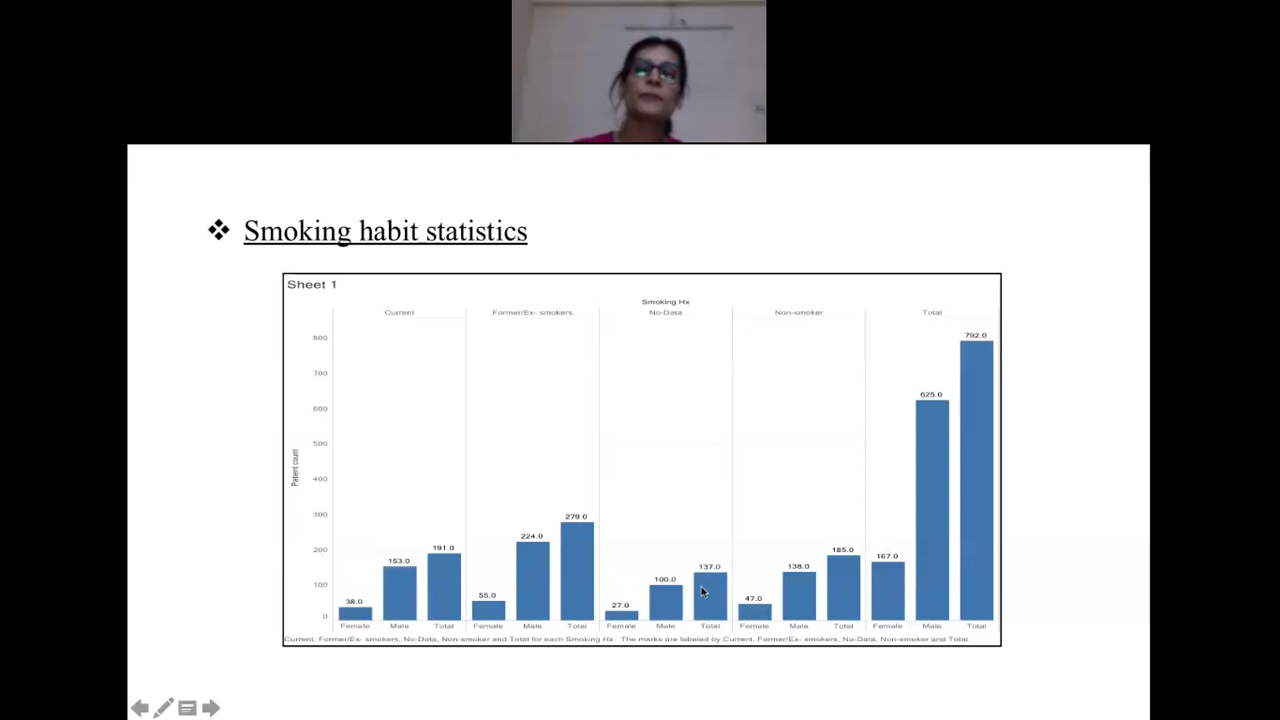 Smoking habit statistics
Sheet 1
Smoking Hx
Current Former/Ex- smokers No-Data Non-smoker Total
Patient count
800
700
600
500
400
300
200
100
0
38.0 153.0 191.0 55.0 224.0 279.0 27.0 100.0 137.0 47.0 138.0 185.0 167.0 625.0 792.0
Female Male Total Female Male Total Female Male Total Female Male Total Female Male Total
Current, Former/Ex- smokers, No-Data, Non-smoker and Total for each Smoking Hx. The marks are labeled by Current, Former/Ex- smokers, No-Data, Non-smoker and Total.